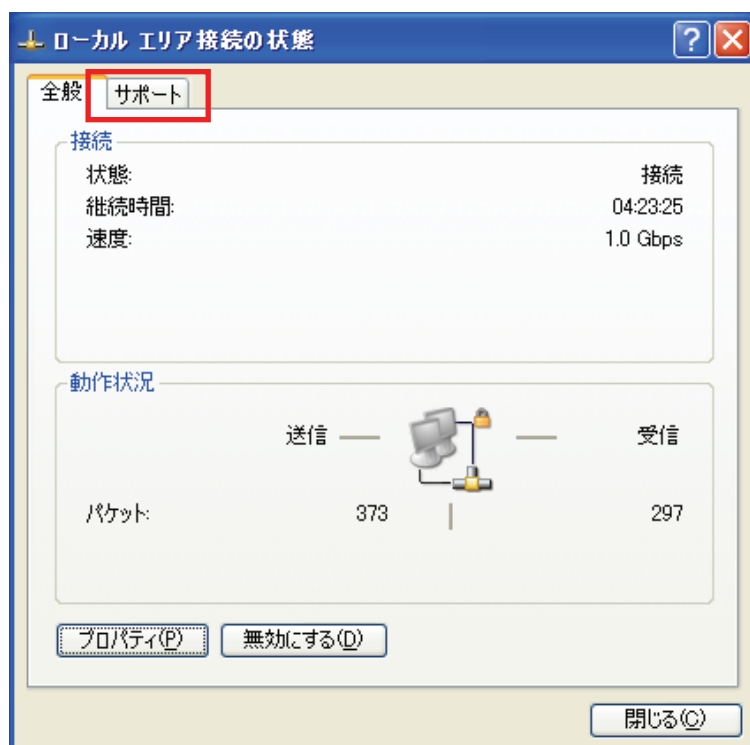 ローカル エリア接続の状態
全般 サポート
接続
状態: 接続
継続時間: 04:23:25
速度: 1.0 Gbps
動作状況
送信 受信
パケット: 373 297
プロパティ(P) 無効にする(D)
閉じる(C)